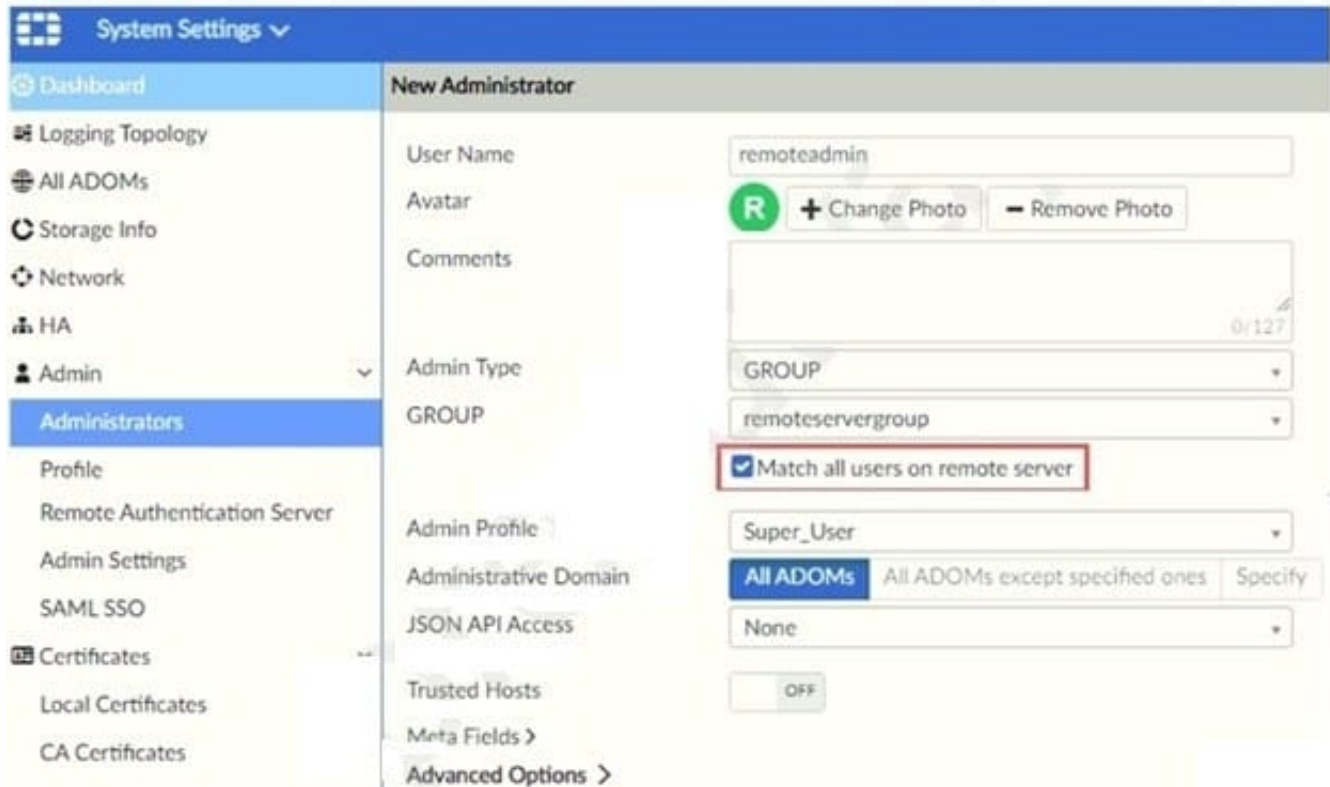 System Settings
Dashboard
New Administrator
Logging Topology
All ADOMs
Storage Info
Network
HA
Admin
Administrators
Profile
Remote Authentication Server
Admin Settings
SAML SSO
Certificates
Local Certificates
CA Certificates
User Name remoteadmin
Avatar R + Change Photo − Remove Photo
Comments
0/127
Admin Type GROUP
GROUP remoteservergroup
Match all users on remote server
Admin Profile Super_User
Administrative Domain All ADOMs All ADOMs except specified ones Specify
JSON API Access None
Trusted Hosts OFF
Meta Fields >
Advanced Options >